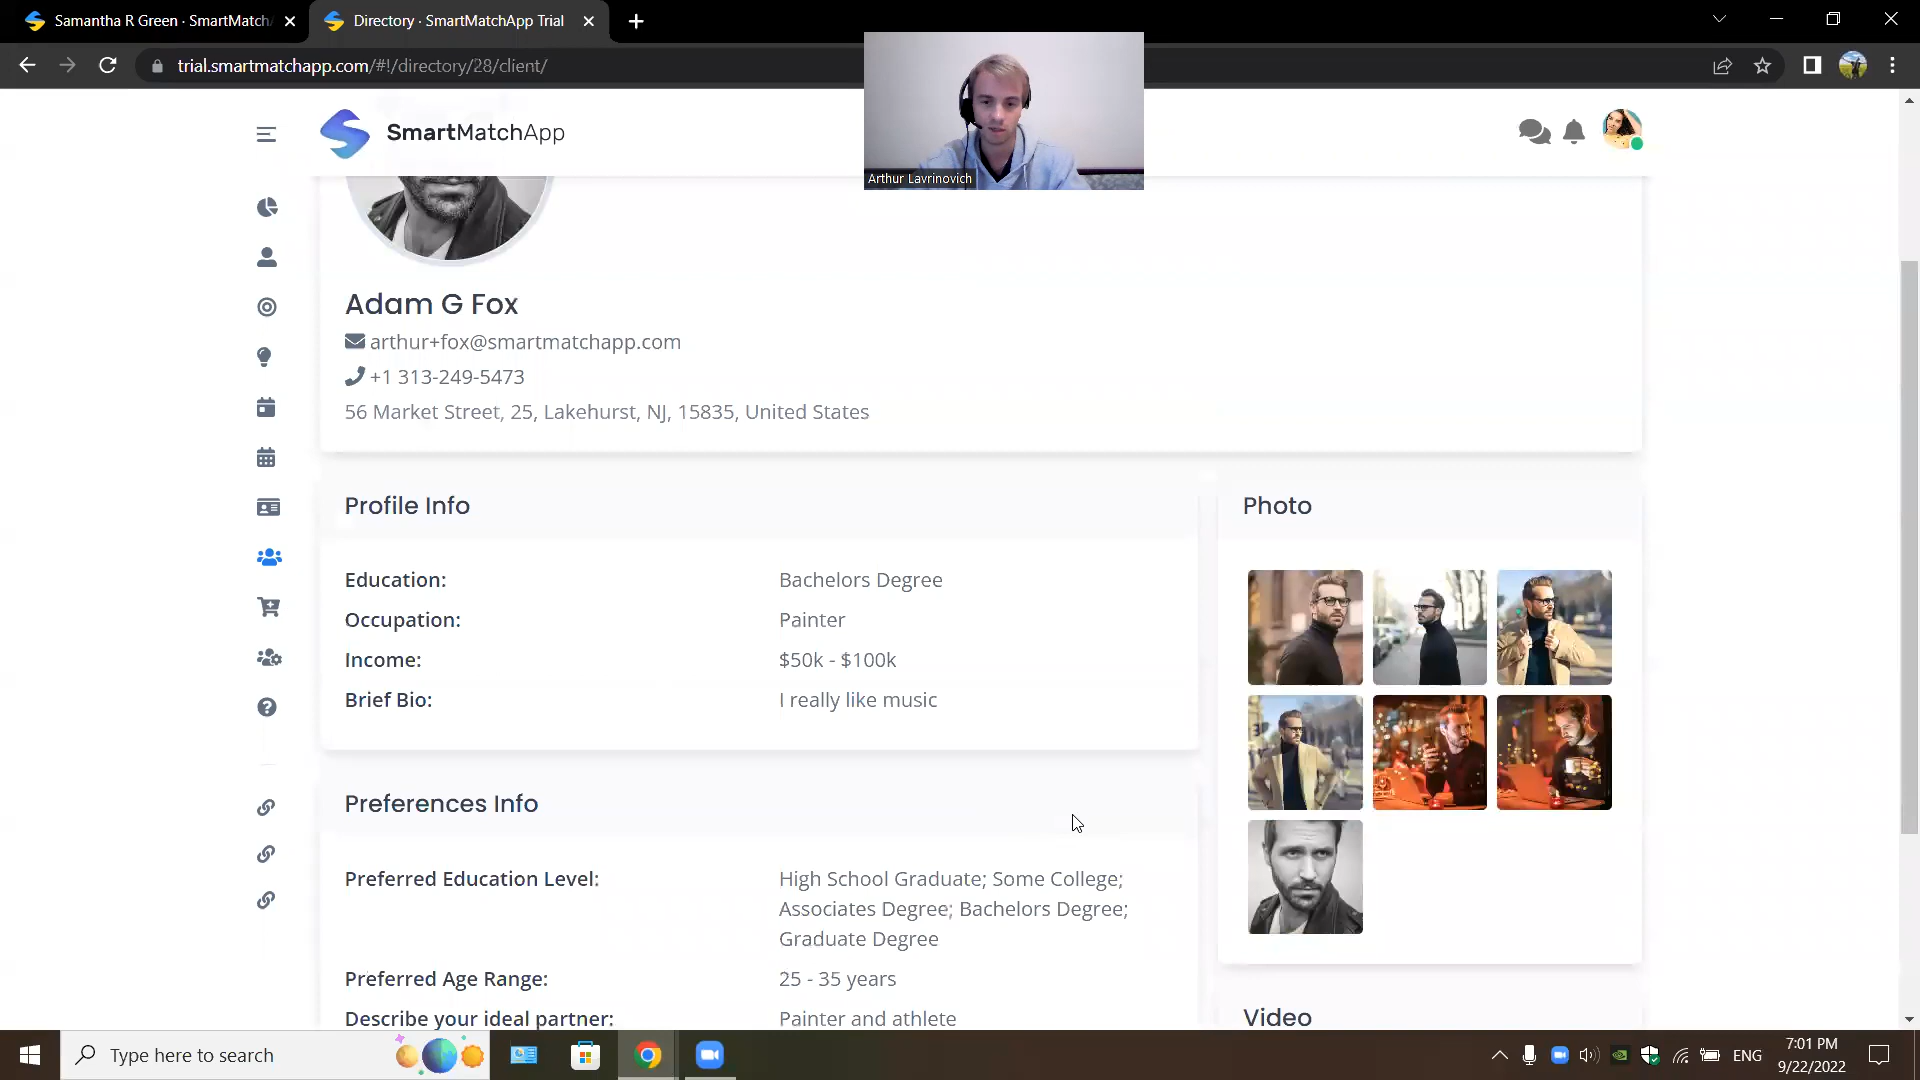 Samantha R Green · SmartMatch
Directory · SmartMatchApp Trial
trial.smartmatchapp.com/#!/directory/28/client/
SmartMatchApp
Arthur Lavrinovich
Adam G Fox
arthur+fox@smartmatchapp.com
+1 313-249-5473
56 Market Street, 25, Lakehurst, NJ, 15835, United States
Profile Info
Education: Bachelors Degree
Occupation: Painter
Income: $50k - $100k
Brief Bio: I really like music
Photo
Preferences Info
Preferred Education Level: High School Graduate; Some College;
Associates Degree; Bachelors Degree;
Graduate Degree
Preferred Age Range: 25 - 35 years
Describe your ideal partner: Painter and athlete
Video
Type here to search
ENG
7:01 PM
9/22/2022